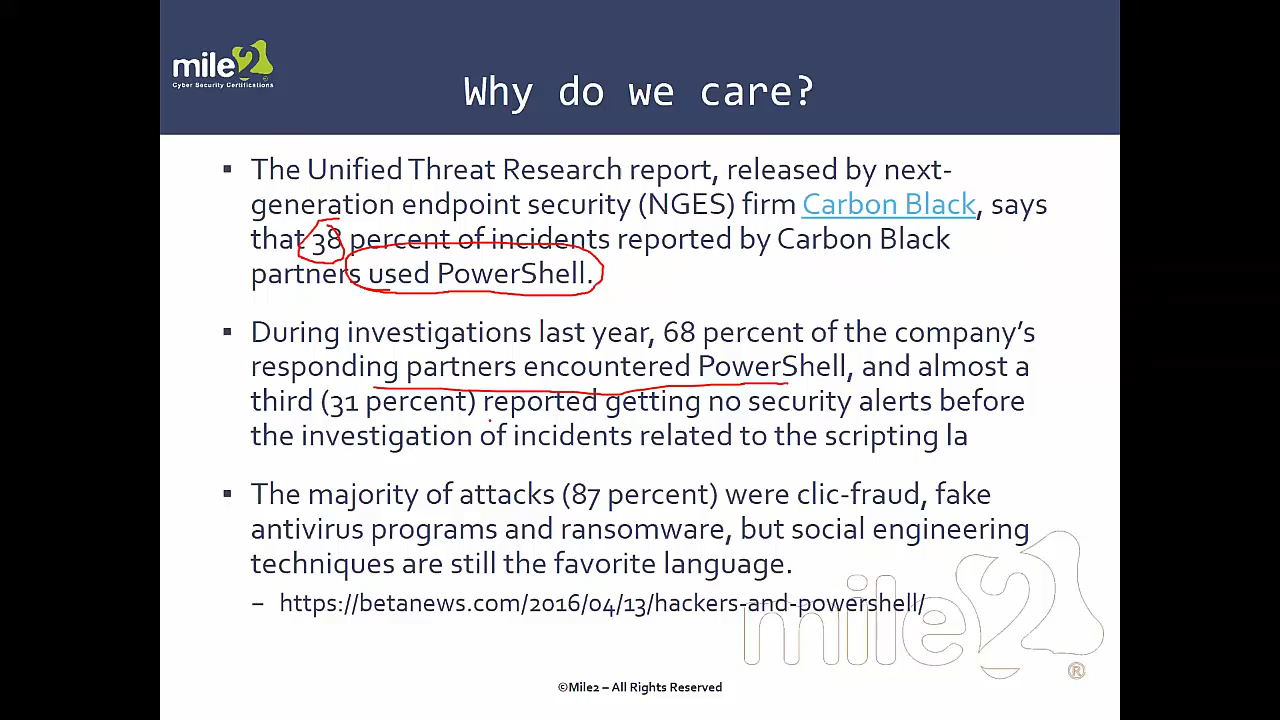 mile2
Cyber Security Certifications
Why do we care?
▪ The Unified Threat Research report, released by next-
generation endpoint security (NGES) firm Carbon Black, says
that 38 percent of incidents reported by Carbon Black
partners used PowerShell.
▪ During investigations last year, 68 percent of the company’s
responding partners encountered PowerShell, and almost a
third (31 percent) reported getting no security alerts before
the investigation of incidents related to the scripting la
▪ The majority of attacks (87 percent) were clic-fraud, fake
antivirus programs and ransomware, but social engineering
techniques are still the favorite language.
– https://betanews.com/2016/04/13/hackers-and-powershell/
mile2®
©Mile2 – All Rights Reserved